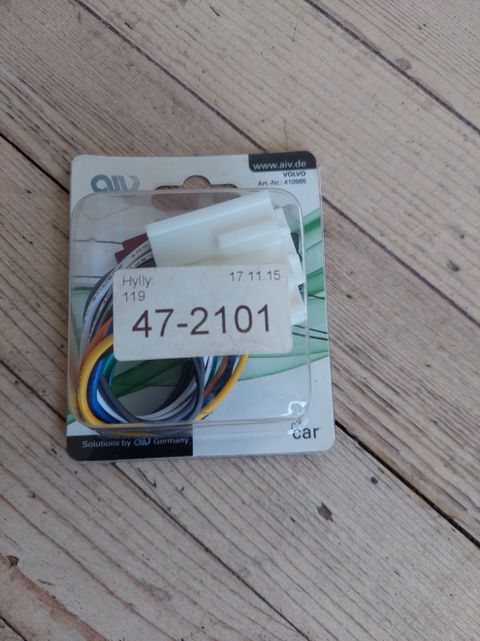 aiv
www.aiv.de
VOLVO
Art.-Nr.: 410965
Hylly: 17.11.15
119
47-2101
Solutions by aiv Germany
car